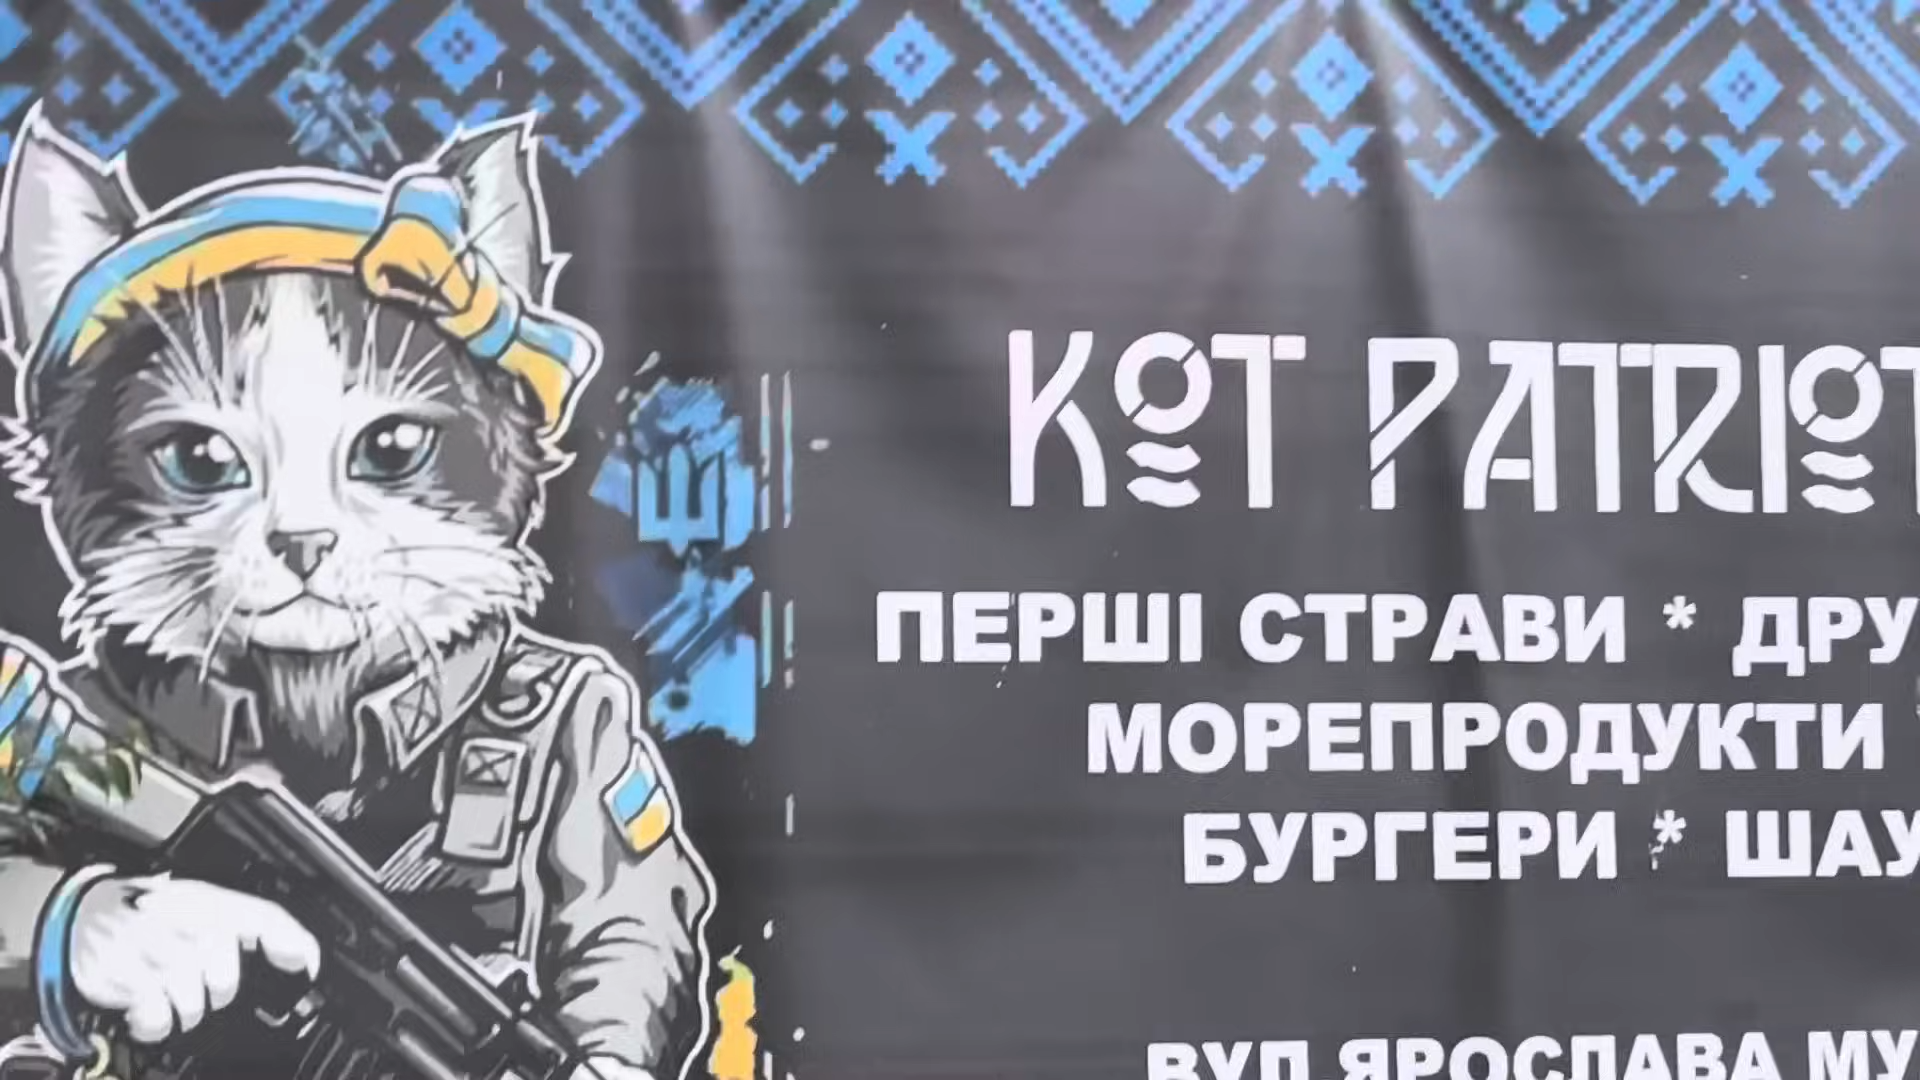 KOT PATRIOT
ПЕРШІ СТРАВИ * ДРУ
МОРЕПРОДУКТИ
БУРГЕРИ * ШАУ
ВУЛ ЯРОСЛАВА МУ